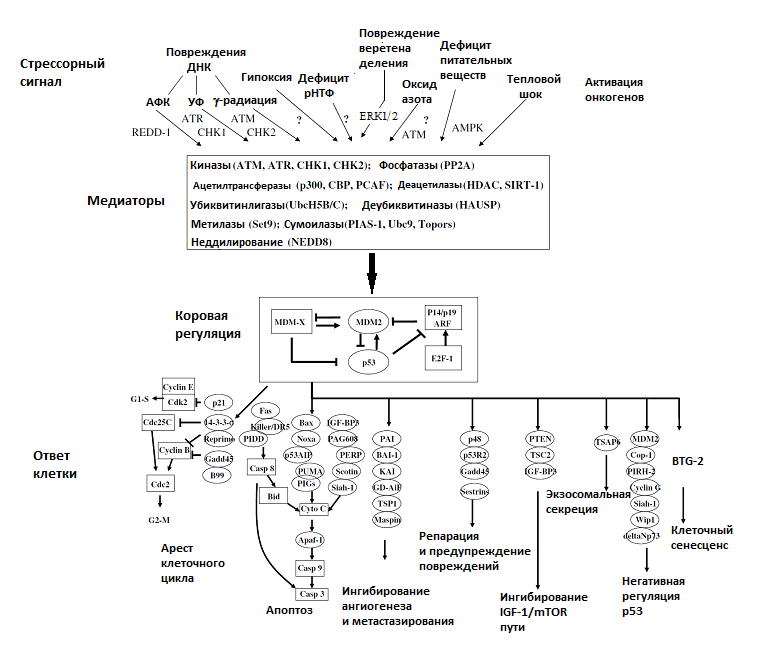 Стрессорный
сигнал
Повреждения
ДНК
Повреждение
веретена
деления
Дефицит
питательных
веществ
Гипоксия
Дефицит
рНТФ
Оксид
азота
Тепловой
шок
Активация
онкогенов
АФК
УФ
γ-радиация
REDD-1
ATR
CHK1
ATM
CHK2
?
?
ERK1/2
?
ATM
AMPK
Медиаторы
Киназы (ATM, ATR, CHK1, CHK2); Фосфатазы (PP2A)
Ацетилтрансферазы (p300, CBP, PCAF); Деацетилазы (HDAC, SIRT-1)
Убиквитинлигазы(UbcH5B/C); Деубиквитиназы (HAUSP)
Метилазы (Set9); Сумоилазы (PIAS-1, Ubc9, Topors)
Неддилирование (NEDD8)
Коровая
регуляция
MDM-X
MDM2
P14/p19
ARF
p53
E2F-1
Ответ
клетки
Cyclin E
Cdk2
G1-S
p21
Cdc25C
14-3-3-σ
Reprimo
Cyclin B
Gadd45
B99
Cdc2
G2-M
Арест
клеточного
цикла
Fas
Killer/DR5
PIDD
Casp 8
Bid
Bax
Noxa
p53AIP
PUMA
PIGs
IGF-BP3
PAG608
PERP
Scotin
Siah-1
Cyto C
Apaf-1
Casp 9
Casp 3
Апоптоз
PAI
BAI-1
KAI
GD-AiF
TSP1
Maspin
Ингибирование
ангиогенеза
и метастазирования
p48
p53R2
Gadd45
Sestrins
Репарация
и предупреждение
повреждений
PTEN
TSC2
IGF-BP3
Ингибирование
IGF-1/mTOR
пути
TSAP6
Экзосомальная
секреция
MDM2
Cop-1
PIRH-2
Cyclin G
Siah-1
Wip1
deltaNp73
Негативная
регуляция
p53
BTG-2
Клеточный
сенесценс